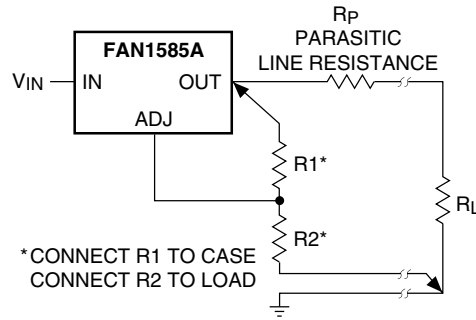 RP
PARASITIC
LINE RESISTANCE
FAN1585A
VIN
IN
OUT
ADJ
R1*
RL
R2*
*CONNECT R1 TO CASE
CONNECT R2 TO LOAD